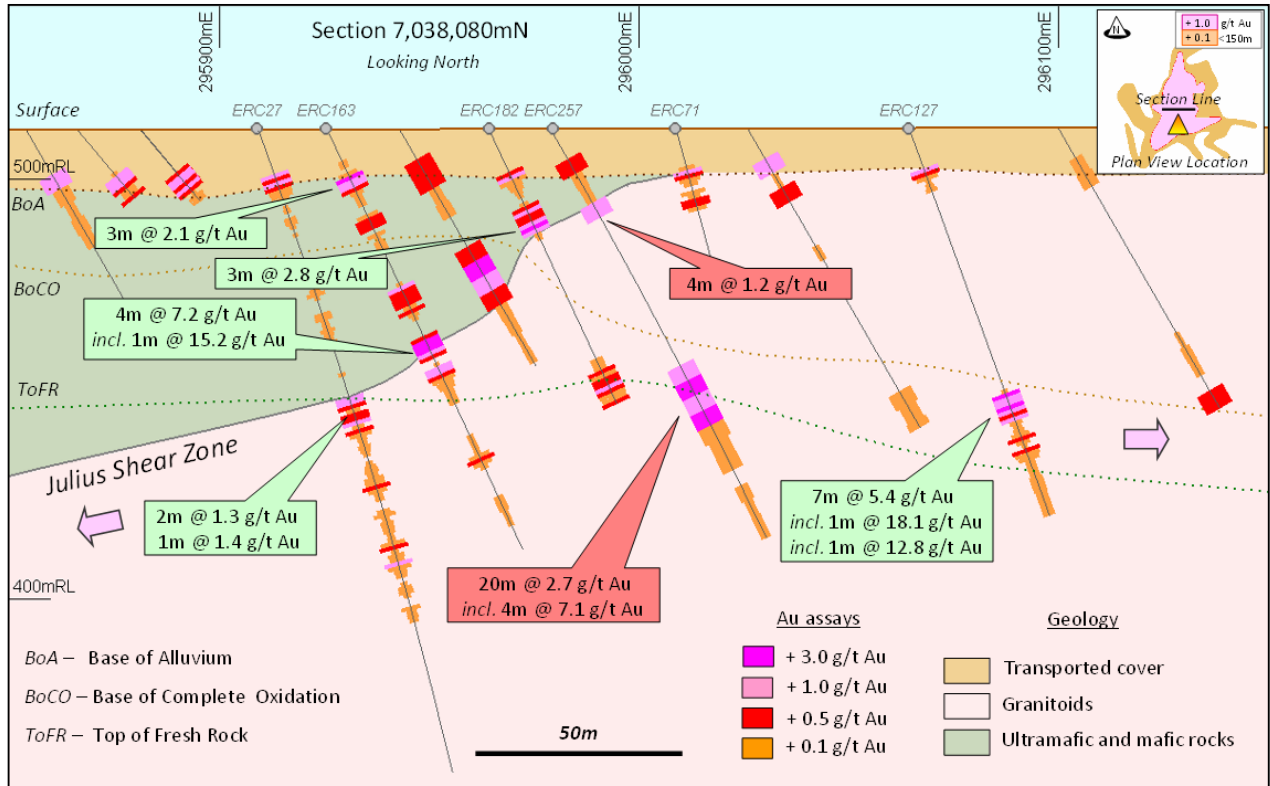 Section 7,038,080mN
Looking North
295900mE
296000mE
296100mE
+ 1.0 g/t Au
+ 0.1 <150m
N
Section Line
Plan View Location
Surface
ERC27
ERC163
ERC182
ERC257
ERC71
ERC127
500mRL
BoA
3m @ 2.1 g/t Au
3m @ 2.8 g/t Au
4m @ 1.2 g/t Au
BoCO
4m @ 7.2 g/t Au
incl. 1m @ 15.2 g/t Au
ToFR
Julius Shear Zone
2m @ 1.3 g/t Au
1m @ 1.4 g/t Au
7m @ 5.4 g/t Au
incl. 1m @ 18.1 g/t Au
incl. 1m @ 12.8 g/t Au
20m @ 2.7 g/t Au
incl. 4m @ 7.1 g/t Au
400mRL
BoA – Base of Alluvium
BoCO – Base of Complete Oxidation
ToFR – Top of Fresh Rock
50m
Au assays
+ 3.0 g/t Au
+ 1.0 g/t Au
+ 0.5 g/t Au
+ 0.1 g/t Au
Geology
Transported cover
Granitoids
Ultramafic and mafic rocks